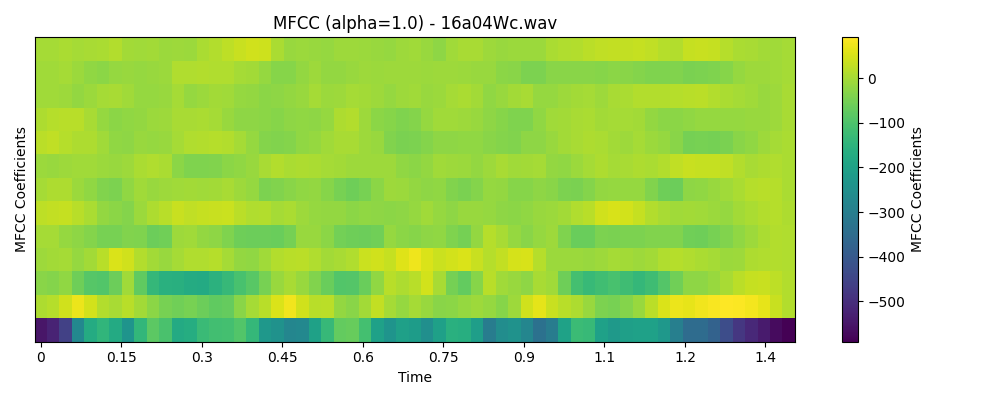 MFCC (alpha=1.0) - 16a04Wc.wav
MFCC Coefficients
0 0.15 0.3 0.45 0.6 0.75 0.9 1.1 1.2 1.4
Time
0
−100
−200
−300
−400
−500
MFCC Coefficients